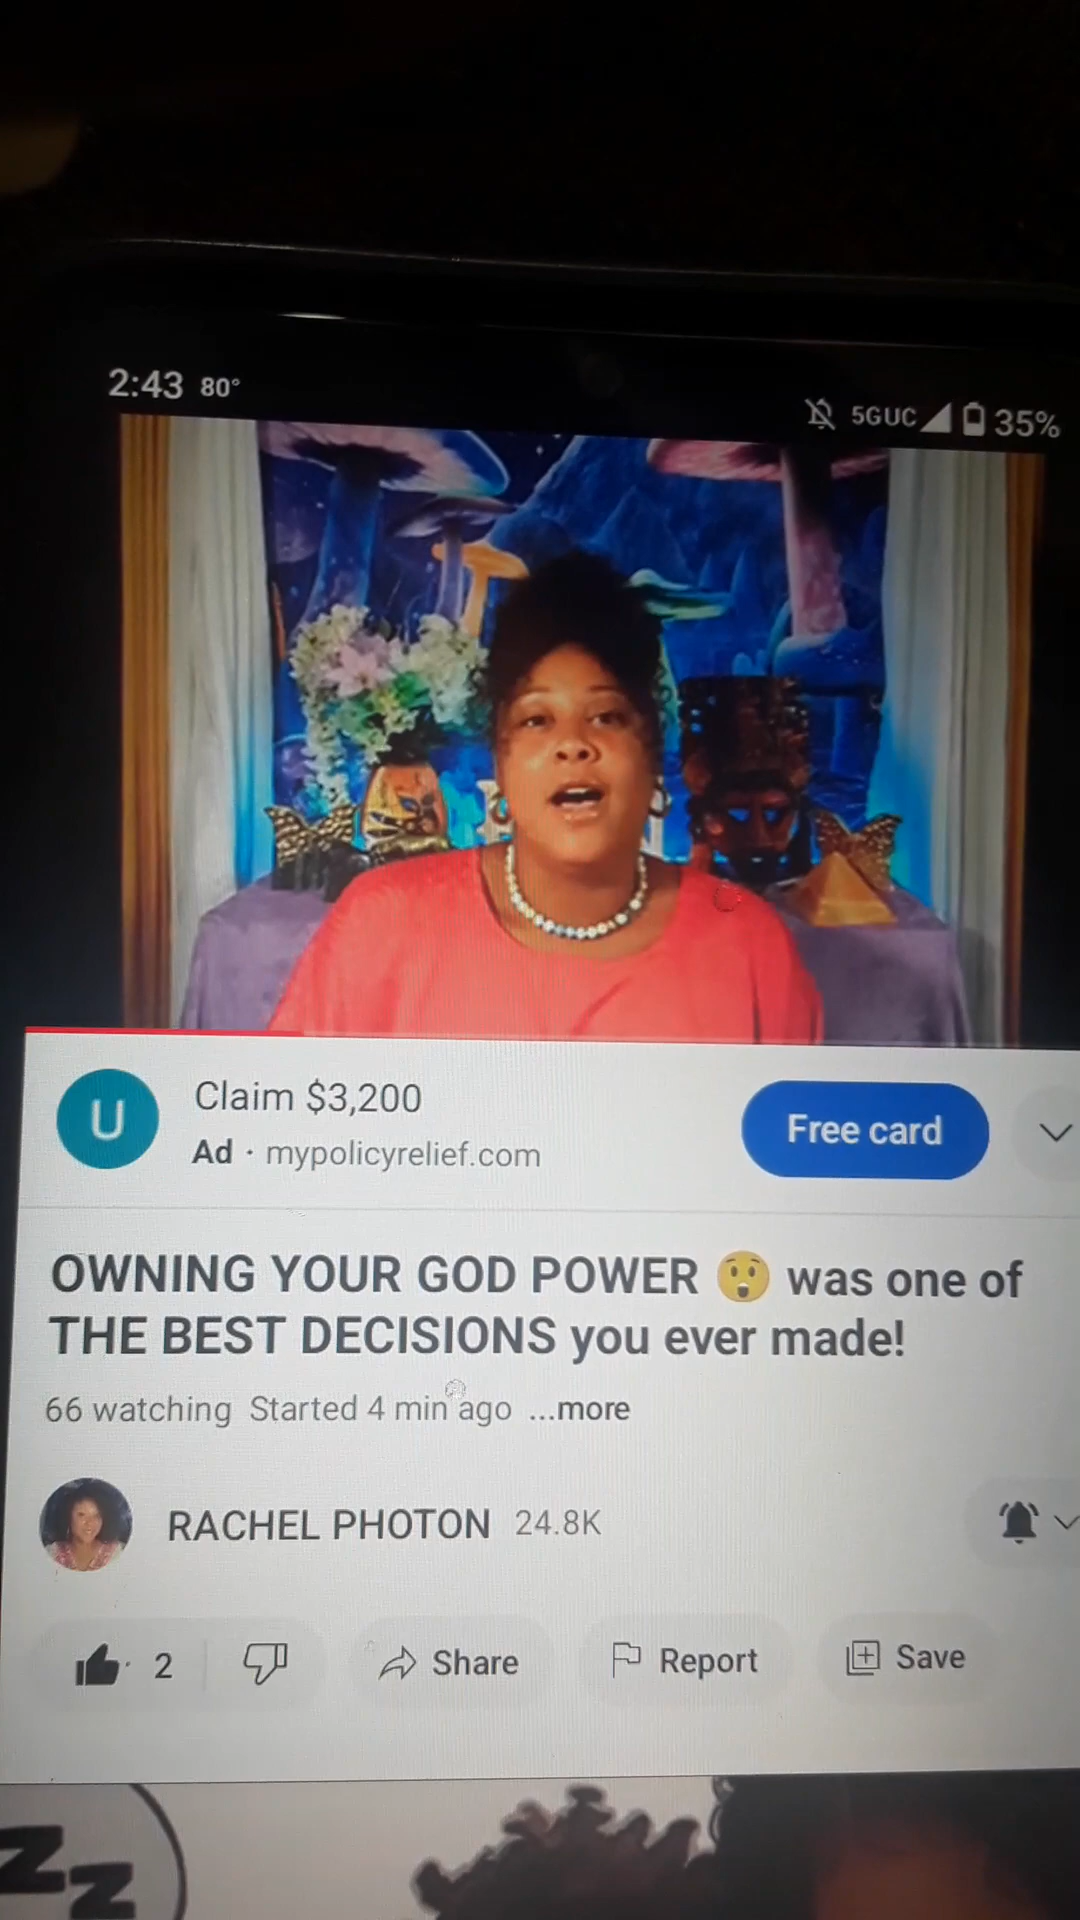 2:43 80°
5GUC 35%
U
Claim $3,200
Ad · mypolicyrelief.com
Free card
OWNING YOUR GOD POWER 😲 was one of
THE BEST DECISIONS you ever made!
66 watching Started 4 min ago ...more
RACHEL PHOTON 24.8K
2 Share Report Save
ZZ